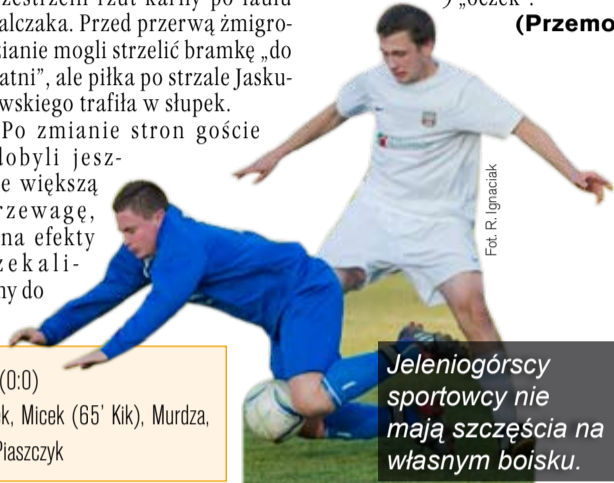 rzut karny po faulu
alczaka. Przed przerwą żmigro-
zianie mogli strzelić bramkę „do
atni”, ale piłka po strzale Jasku-
wskiego trafiła w słupek.
Po zmianie stron goście
dobyli jesz-
e większą
rzewagę,
na efekty
zekali-
ny do
(0:0)
k, Micek (65' Kik), Murdza,
Piaszczyk
„oczek”.
(Przemo
Fot. R. Ignaciak
Jeleniogórscy
sportowcy nie
mają szczęścia na
własnym boisku.